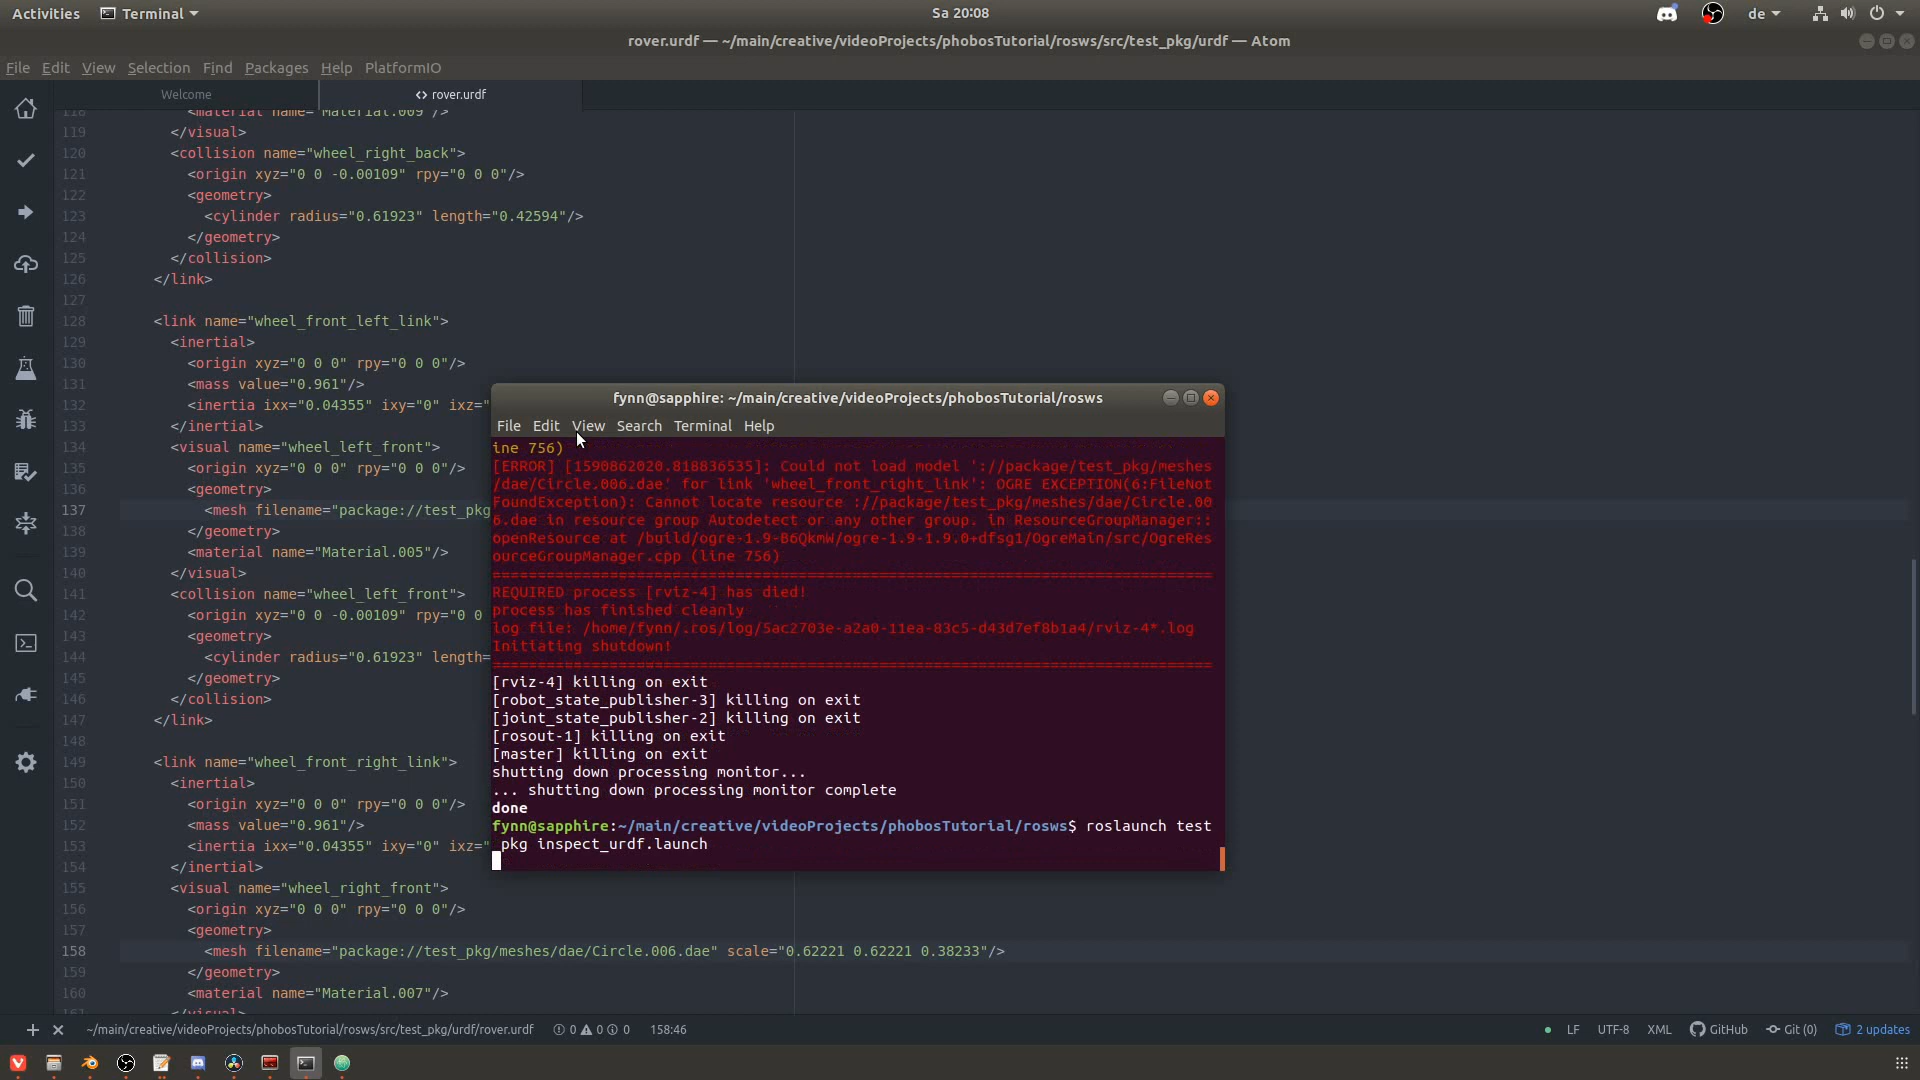 Activities Terminal Sa 20:08 de
rover.urdf — ~/main/creative/videoProjects/phobosTutorial/rosws/src/test_pkg/urdf — Atom
File Edit View Selection Find Packages Help PlatformIO
Welcome <> rover.urdf
118 <material name="Material.009"/>
119 </visual>
120 <collision name="wheel_right_back">
121 <origin xyz="0 0 -0.00109" rpy="0 0 0"/>
122 <geometry>
123 <cylinder radius="0.61923" length="0.42594"/>
124 </geometry>
125 </collision>
126 </link>
127
128 <link name="wheel_front_left_link">
129 <inertial>
130 <origin xyz="0 0 0" rpy="0 0 0"/>
131 <mass value="0.961"/>
132 <inertia ixx="0.04355" ixy="0" ixz="
133 </inertial>
134 <visual name="wheel_left_front">
135 <origin xyz="0 0 0" rpy="0 0 0"/>
136 <geometry>
137 <mesh filename="package://test_pkg
138 </geometry>
139 <material name="Material.005"/>
140 </visual>
141 <collision name="wheel_left_front">
142 <origin xyz="0 0 -0.00109" rpy="0 0
143 <geometry>
144 <cylinder radius="0.61923" length=
145 </geometry>
146 </collision>
147 </link>
148
149 <link name="wheel_front_right_link">
150 <inertial>
151 <origin xyz="0 0 0" rpy="0 0 0"/>
152 <mass value="0.961"/>
153 <inertia ixx="0.04355" ixy="0" ixz="
154 </inertial>
155 <visual name="wheel_right_front">
156 <origin xyz="0 0 0" rpy="0 0 0"/>
157 <geometry>
158 <mesh filename="package://test_pkg/meshes/dae/Circle.006.dae" scale="0.62221 0.62221 0.38233"/>
159 </geometry>
160 <material name="Material.007"/>
161 </visual>
fynn@sapphire: ~/main/creative/videoProjects/phobosTutorial/rosws
File Edit View Search Terminal Help
ine 756)
[ERROR] [1590862020.818836535]: Could not load model '://package/test_pkg/meshes
/dae/Circle.006.dae' for link 'wheel_front_right_link': OGRE EXCEPTION(6:FileNot
FoundException): Cannot locate resource ://package/test_pkg/meshes/dae/Circle.00
6.dae in resource group Autodetect or any other group. in ResourceGroupManager::
openResource at /build/ogre-1.9-B6QkmW/ogre-1.9-1.9.0+dfsg1/OgreMain/src/OgreRes
ourceGroupManager.cpp (line 756)
================================================================================
REQUIRED process [rviz-4] has died!
process has finished cleanly
log file: /home/fynn/.ros/log/5ac2703e-a2a0-11ea-83c5-d43d7ef8b1a4/rviz-4*.log
Initiating shutdown!
================================================================================
[rviz-4] killing on exit
[robot_state_publisher-3] killing on exit
[joint_state_publisher-2] killing on exit
[rosout-1] killing on exit
[master] killing on exit
shutting down processing monitor...
... shutting down processing monitor complete
done
fynn@sapphire:~/main/creative/videoProjects/phobosTutorial/rosws$ roslaunch test
_pkg inspect_urdf.launch
~/main/creative/videoProjects/phobosTutorial/rosws/src/test_pkg/urdf/rover.urdf 0 0 0 158:46 LF UTF-8 XML GitHub Git (0) 2 updates